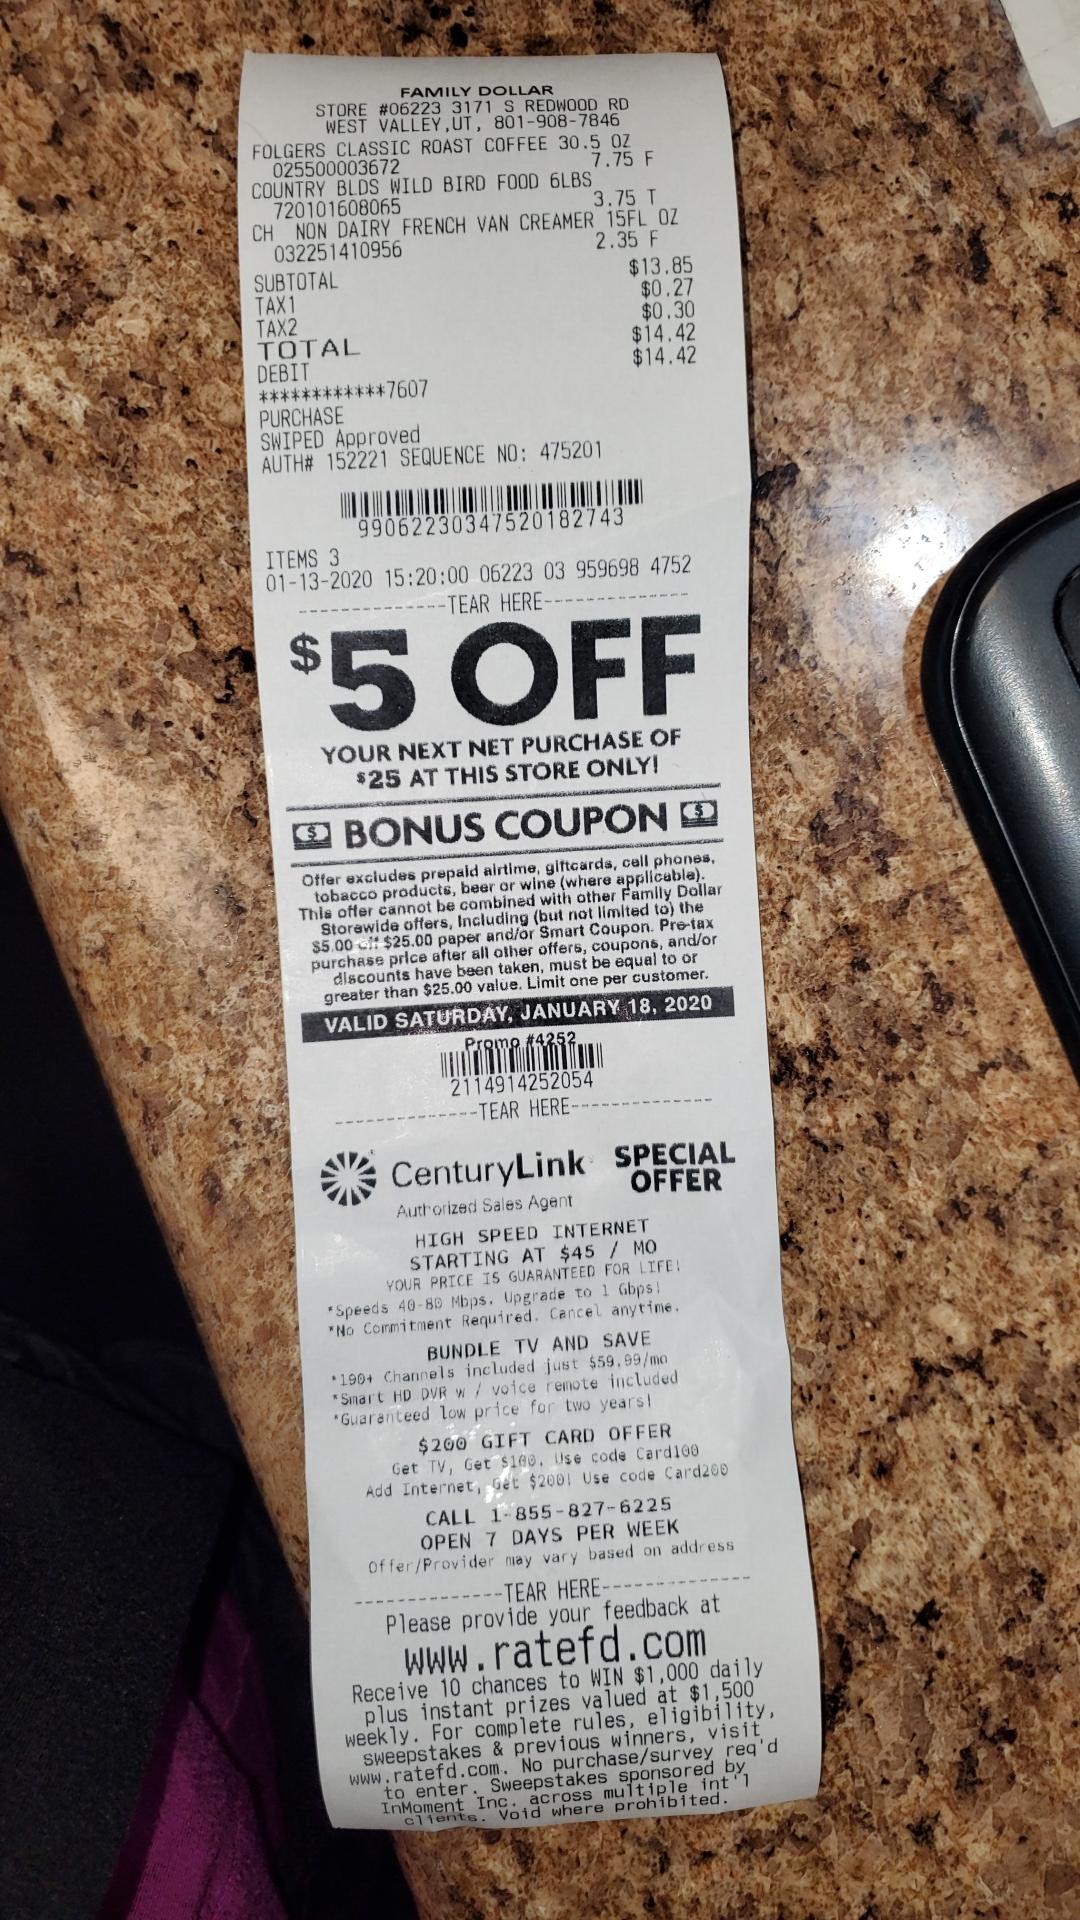 FAMILY DOLLAR
STORE #06223 3171 S REDWOOD RD
WEST VALLEY,UT, 801-908-7846
FOLGERS CLASSIC ROAST COFFEE 30.5 OZ
025500003672 7.75 F
COUNTRY BLDS WILD BIRD FOOD 6LBS
720101608065 3.75 T
CH NON DAIRY FRENCH VAN CREAMER 15FL OZ
032251410956 2.35 F
SUBTOTAL $13.85
TAX1 $0.27
TAX2 $0.30
TOTAL $14.42
DEBIT $14.42
************7607
PURCHASE
SWIPED Approved
AUTH# 152221 SEQUENCE NO: 475201
99062230347520182743
ITEMS 3
01-13-2020 15:20:00 06223 03 959698 4752
--------------TEAR HERE--------------
$5 OFF
YOUR NEXT NET PURCHASE OF
$25 AT THIS STORE ONLY!
BONUS COUPON
Offer excludes prepaid airtime, giftcards, cell phones,
tobacco products, beer or wine (where applicable).
This offer cannot be combined with other Family Dollar
Storewide offers, Including (but not limited to) the
$5.00 off $25.00 paper and/or Smart Coupon. Pre-tax
purchase price after all other offers, coupons, and/or
discounts have been taken, must be equal to or
greater than $25.00 value. Limit one per customer.
VALID SATURDAY, JANUARY 18, 2020
Promo #4252
2114914252054
--------------TEAR HERE--------------
CenturyLink SPECIAL OFFER
Authorized Sales Agent
HIGH SPEED INTERNET
STARTING AT $45 / MO
YOUR PRICE IS GUARANTEED FOR LIFE!
*Speeds 40-80 Mbps. Upgrade to 1 Gbps!
*No Commitment Required. Cancel anytime.
BUNDLE TV AND SAVE
*190+ Channels included just $59.99/mo
*Smart HD DVR w / voice remote included
*Guaranteed low price for two years!
$200 GIFT CARD OFFER
Get TV, Get $100. Use code Card100
Add Internet, Get $200! Use code Card200
CALL 1-855-827-6225
OPEN 7 DAYS PER WEEK
Offer/Provider may vary based on address
--------------TEAR HERE--------------
Please provide your feedback at
www.ratefd.com
Receive 10 chances to WIN $1,000 daily
plus instant prizes valued at $1,500
weekly. For complete rules, eligibility,
sweepstakes & previous winners, visit
www.ratefd.com. No purchase/survey req'd
to enter. Sweepstakes sponsored by
InMoment Inc. across multiple int'l
clients. Void where prohibited.